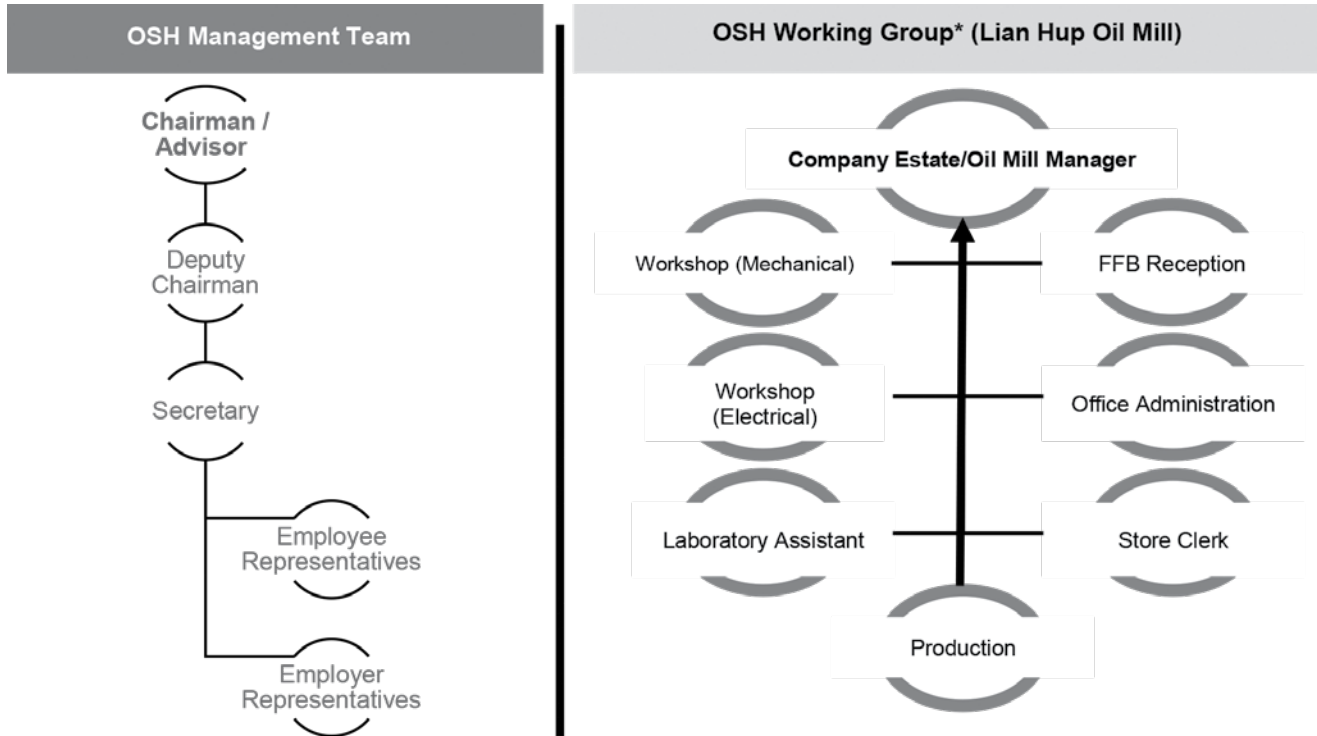 OSH Management Team
Chairman /
Advisor
Deputy
Chairman
Secretary
Employee
Representatives
Employer
Representatives
OSH Working Group* (Lian Hup Oil Mill)
Company Estate/Oil Mill Manager
Workshop (Mechanical)
FFB Reception
Workshop
(Electrical)
Office Administration
Laboratory Assistant
Store Clerk
Production